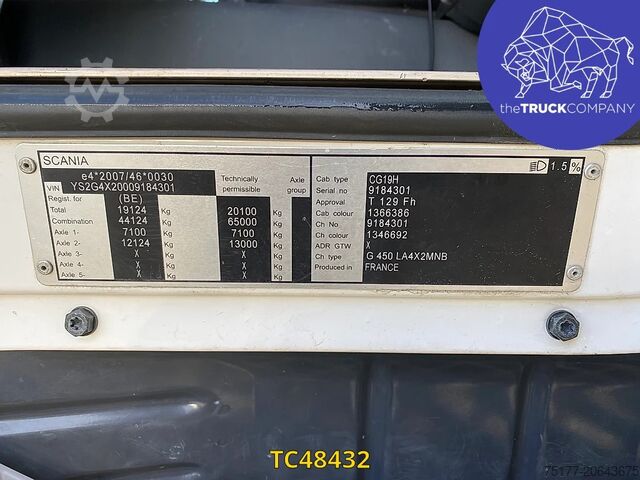 theTRUCKCOMPANY
SCANIA
1.5 %
e4*2007/46*0030
VIN YS2G4X20009184301
Technically permissible
Axle group
Regist. for (BE)
Total 19124 Kg 20100 Kg
Combination 44124 Kg 65000 Kg
Axle 1- 7100 Kg 7100 Kg
Axle 2- 12124 Kg 13000 Kg
Axle 3- X Kg X Kg
Axle 4- X Kg X Kg
Axle 5- X Kg X Kg
Cab type CG19H
Serial no 9184301
Approval T 129 Fh
Cab colour 1366386
Ch No 9184301
Ch colour 1346692
ADR GTW X
Ch type G 450 LA4X2MNB
Produced in FRANCE
TC48432
75177-20643675